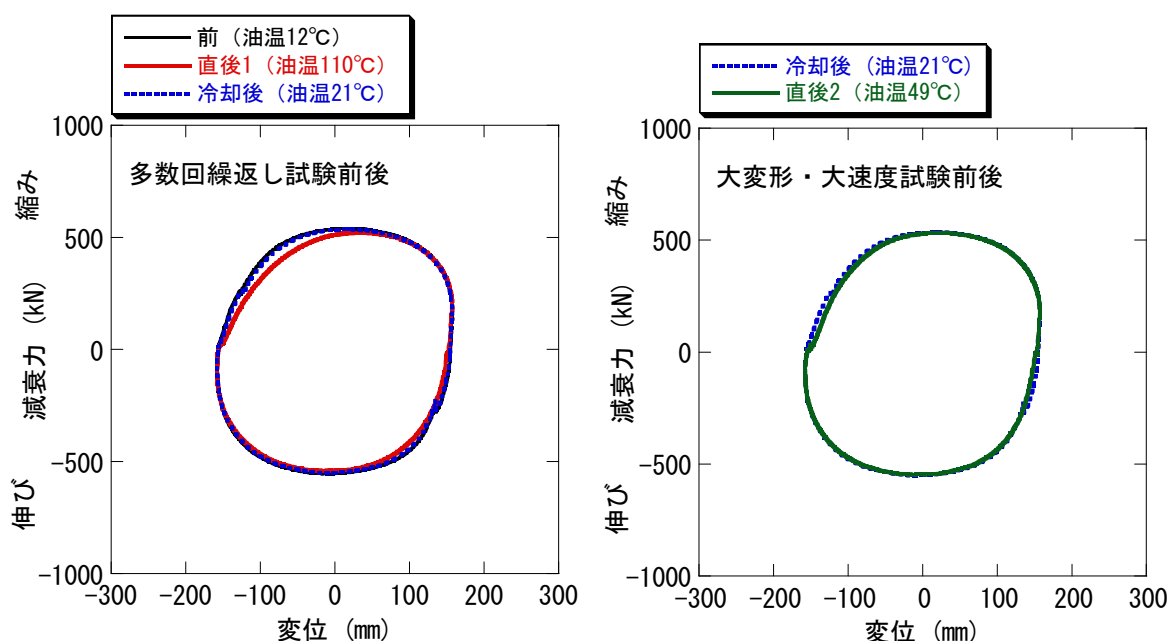 前（油温12℃）
直後1（油温110℃）
冷却後（油温21℃）
多数回繰返し試験前後
1000
500
0
−500
−1000
縮み
減衰力 (kN)
伸び
−300 −200 −100 0 100 200 300
変位 (mm)
冷却後（油温21℃）
直後2（油温49℃）
大変形・大速度試験前後
1000
500
0
−500
−1000
縮み
減衰力 (kN)
伸び
−300 −200 −100 0 100 200 300
変位 (mm)